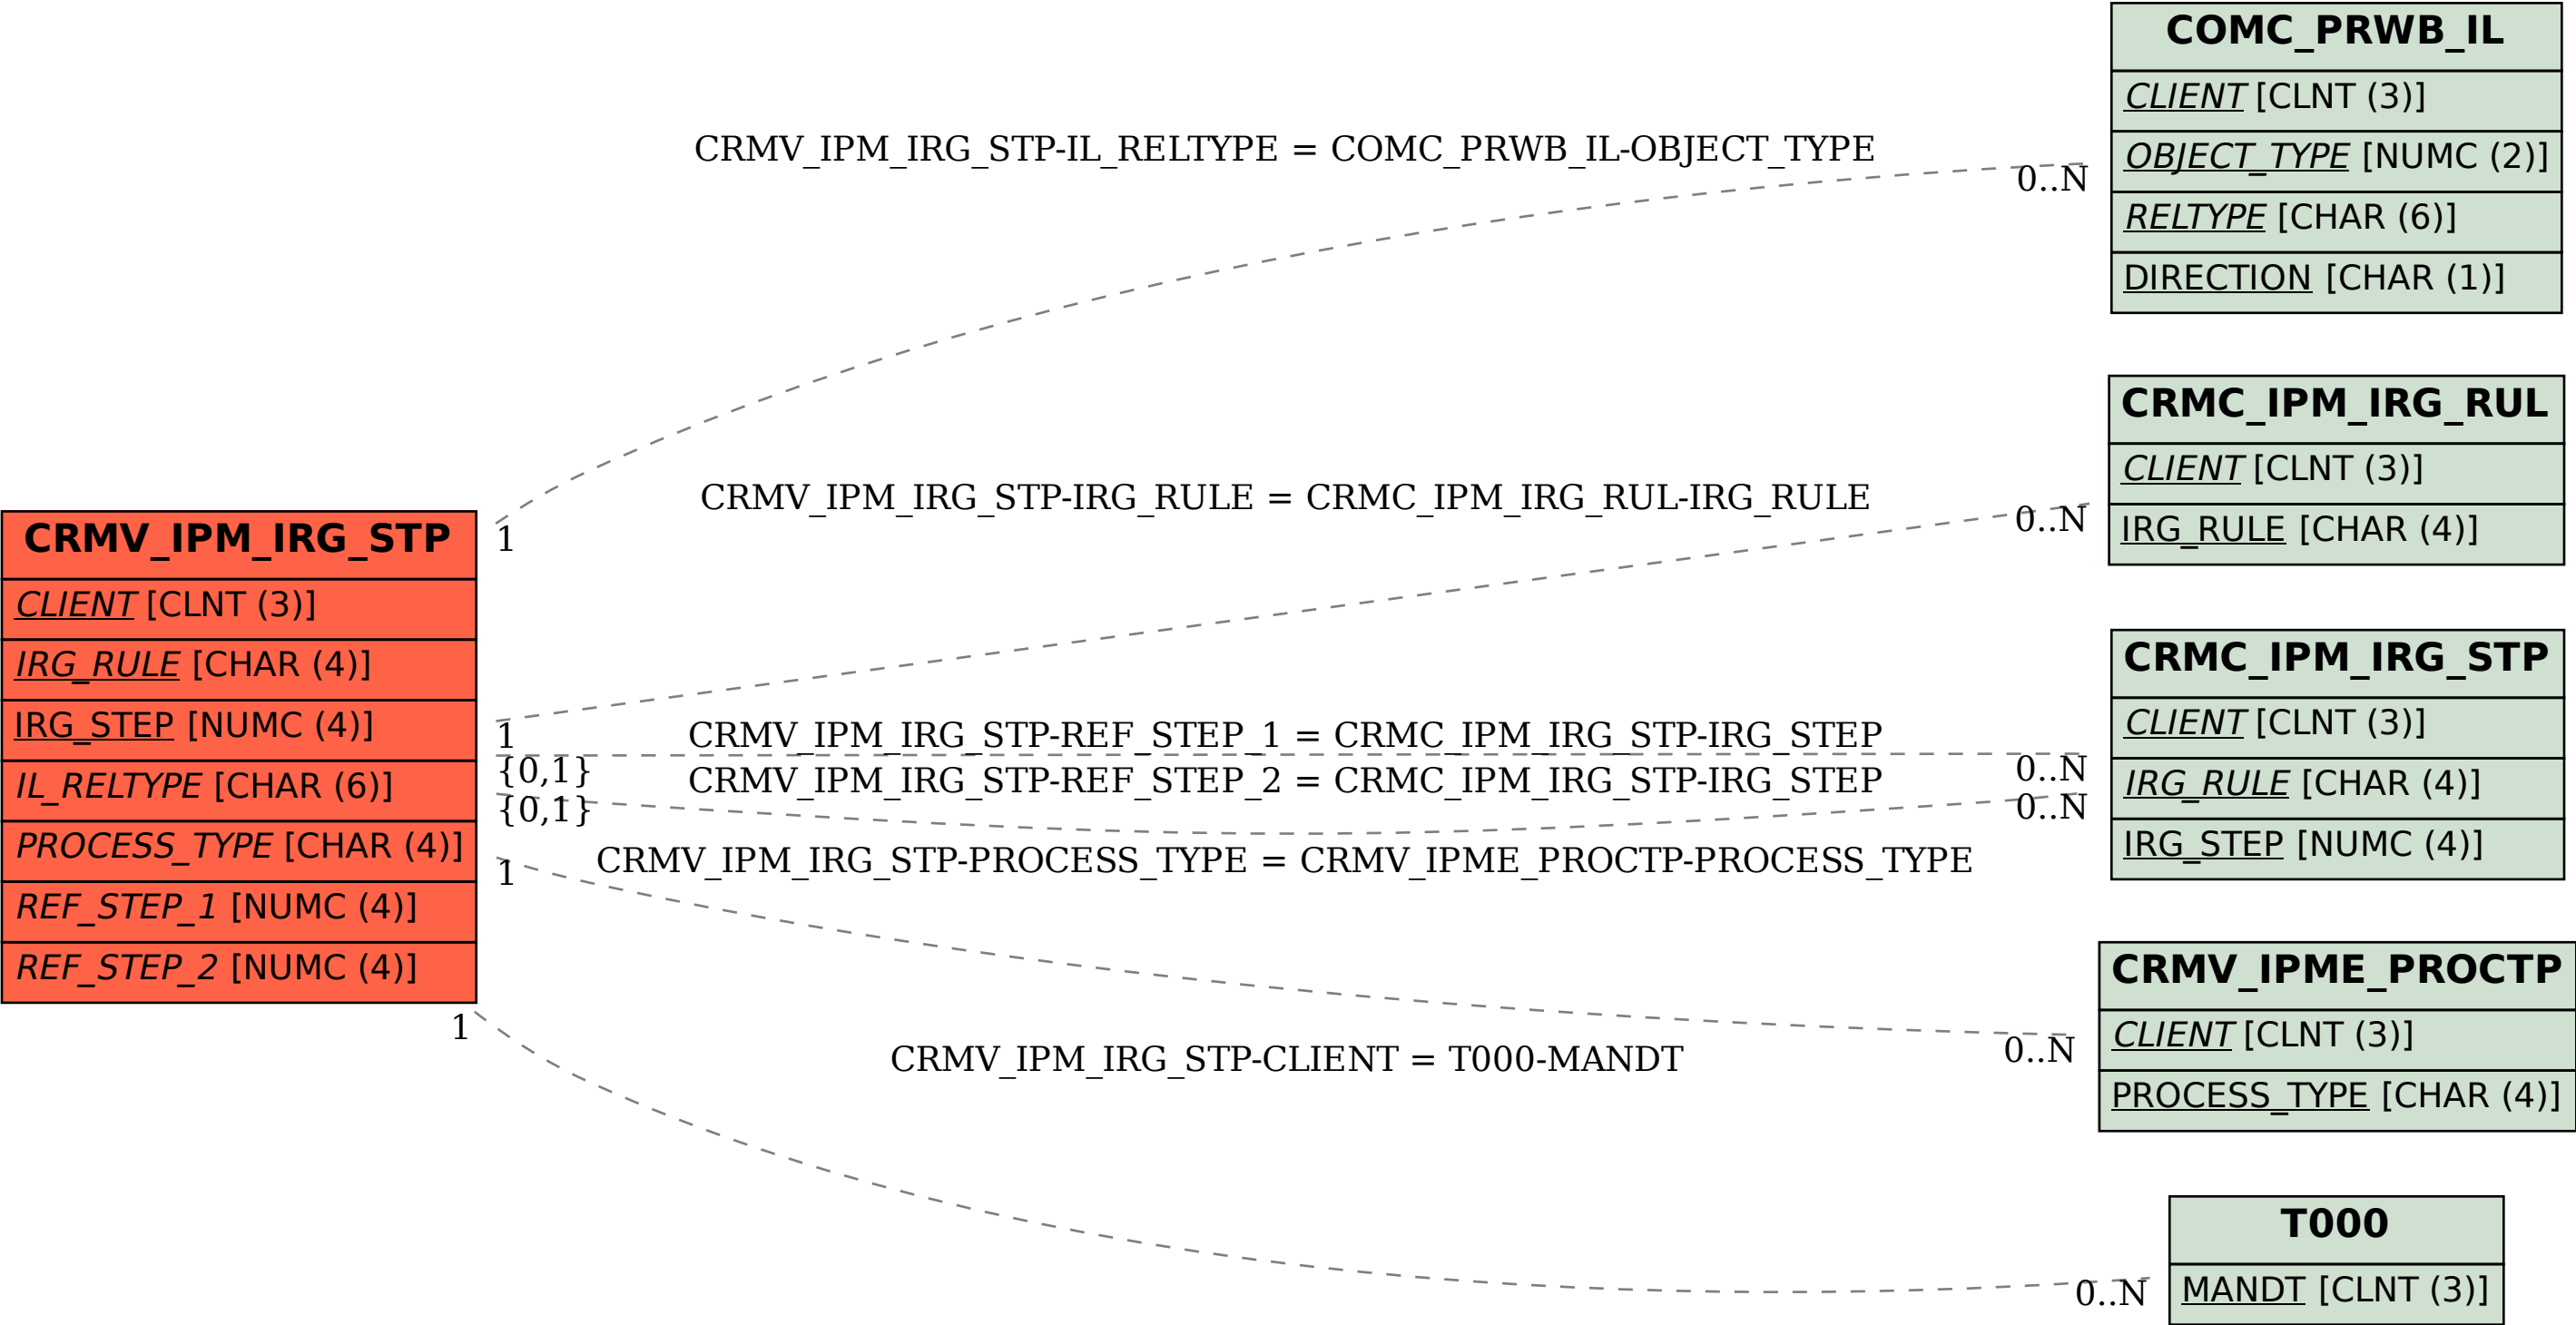 COMC_PRWB_IL
CLIENT [CLNT (3)]
OBJECT_TYPE [NUMC (2)]
RELTYPE [CHAR (6)]
DIRECTION [CHAR (1)]
CRMV_IPM_IRG_STP-IL_RELTYPE = COMC_PRWB_IL-OBJECT_TYPE
0..N
1
CRMC_IPM_IRG_RUL
CLIENT [CLNT (3)]
IRG_RULE [CHAR (4)]
CRMV_IPM_IRG_STP-IRG_RULE = CRMC_IPM_IRG_RUL-IRG_RULE
0..N
1
CRMV_IPM_IRG_STP
CLIENT [CLNT (3)]
IRG_RULE [CHAR (4)]
IRG_STEP [NUMC (4)]
IL_RELTYPE [CHAR (6)]
PROCESS_TYPE [CHAR (4)]
REF_STEP_1 [NUMC (4)]
REF_STEP_2 [NUMC (4)]
CRMC_IPM_IRG_STP
CLIENT [CLNT (3)]
IRG_RULE [CHAR (4)]
IRG_STEP [NUMC (4)]
CRMV_IPM_IRG_STP-REF_STEP_1 = CRMC_IPM_IRG_STP-IRG_STEP
{0,1}
0..N
CRMV_IPM_IRG_STP-REF_STEP_2 = CRMC_IPM_IRG_STP-IRG_STEP
{0,1}
0..N
CRMV_IPM_IRG_STP-PROCESS_TYPE = CRMV_IPME_PROCTP-PROCESS_TYPE
1
0..N
CRMV_IPME_PROCTP
CLIENT [CLNT (3)]
PROCESS_TYPE [CHAR (4)]
1
CRMV_IPM_IRG_STP-CLIENT = T000-MANDT
0..N
T000
MANDT [CLNT (3)]